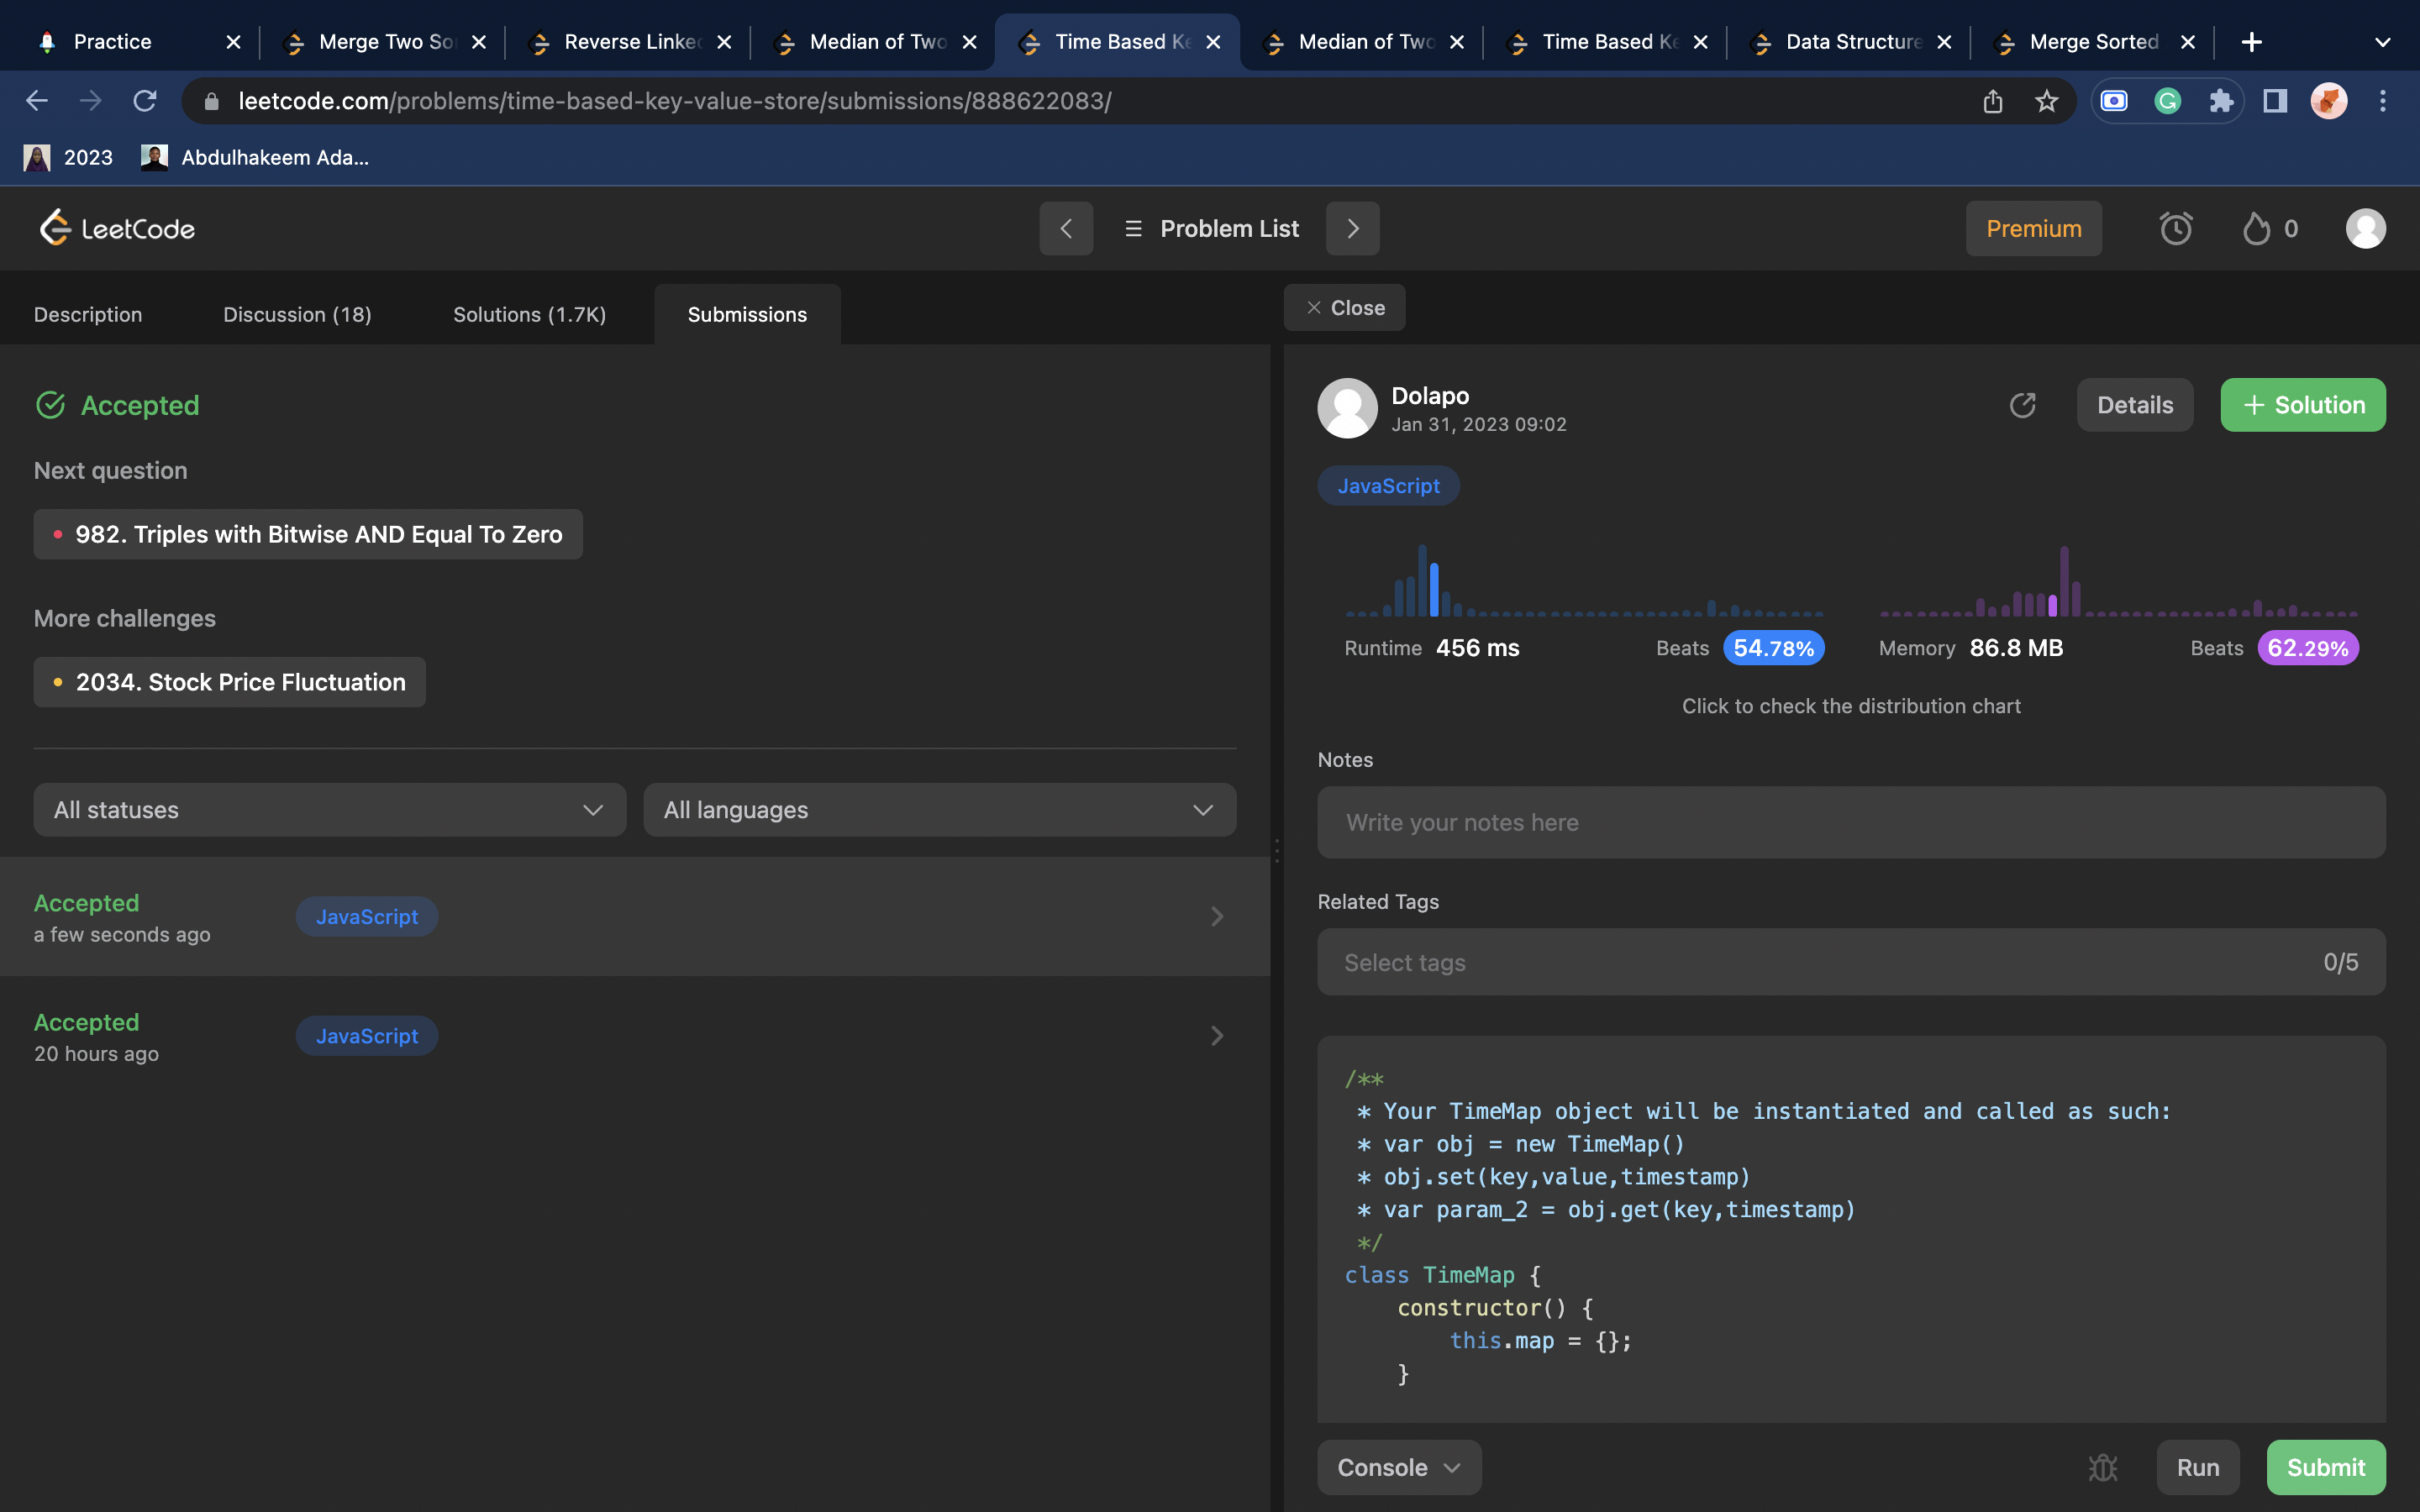 Practice
Merge Two So
Reverse Linke
Median of Two
Time Based Ke
Median of Two
Time Based Ke
Data Structure
Merge Sorted
leetcode.com/problems/time-based-key-value-store/submissions/888622083/
2023
Abdulhakeem Ada...
LeetCode
Problem List
Premium
0
Description
Discussion (18)
Solutions (1.7K)
Submissions
Close
Accepted
Next question
982. Triples with Bitwise AND Equal To Zero
More challenges
2034. Stock Price Fluctuation
All statuses
All languages
Accepted
a few seconds ago
JavaScript
Accepted
20 hours ago
JavaScript
Dolapo
Jan 31, 2023 09:02
Details
Solution
JavaScript
Runtime 456 ms
Beats 54.78%
Memory 86.8 MB
Beats 62.29%
Click to check the distribution chart
Notes
Write your notes here
Related Tags
Select tags
0/5
/**
* Your TimeMap object will be instantiated and called as such:
* var obj = new TimeMap()
* obj.set(key,value,timestamp)
* var param_2 = obj.get(key,timestamp)
*/
class TimeMap {
constructor() {
this.map = {};
}
Console
Run
Submit